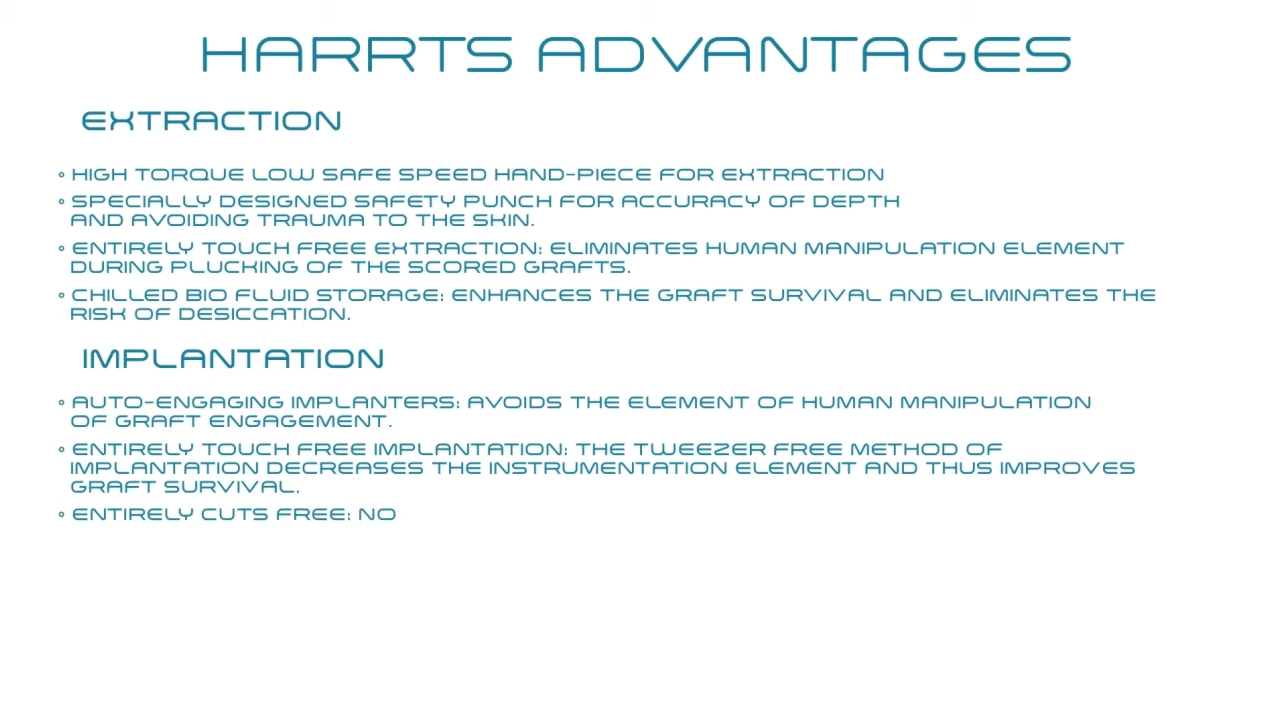 HARRTS ADVANTAGES
EXTRACTION
° HIGH TORQUE LOW SAFE SPEED HAND-PIECE FOR EXTRACTION
° SPECIALLY DESIGNED SAFETY PUNCH FOR ACCURACY OF DEPTH
AND AVOIDING TRAUMA TO THE SKIN.
° ENTIRELY TOUCH FREE EXTRACTION: ELIMINATES HUMAN MANIPULATION ELEMENT
DURING PLUCKING OF THE SCORED GRAFTS.
° CHILLED BIO FLUID STORAGE: ENHANCES THE GRAFT SURVIVAL AND ELIMINATES THE
RISK OF DESICCATION.
IMPLANTATION
° AUTO-ENGAGING IMPLANTERS: AVOIDS THE ELEMENT OF HUMAN MANIPULATION
OF GRAFT ENGAGEMENT.
° ENTIRELY TOUCH FREE IMPLANTATION: THE TWEEZER FREE METHOD OF
IMPLANTATION DECREASES THE INSTRUMENTATION ELEMENT AND THUS IMPROVES
GRAFT SURVIVAL.
° ENTIRELY CUTS FREE: NO